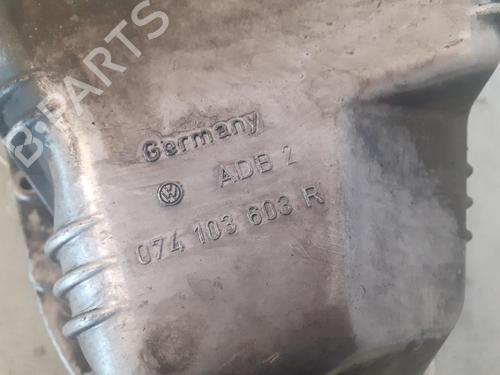 B-PARTS
Germany
ADB 2
074 103 603 R